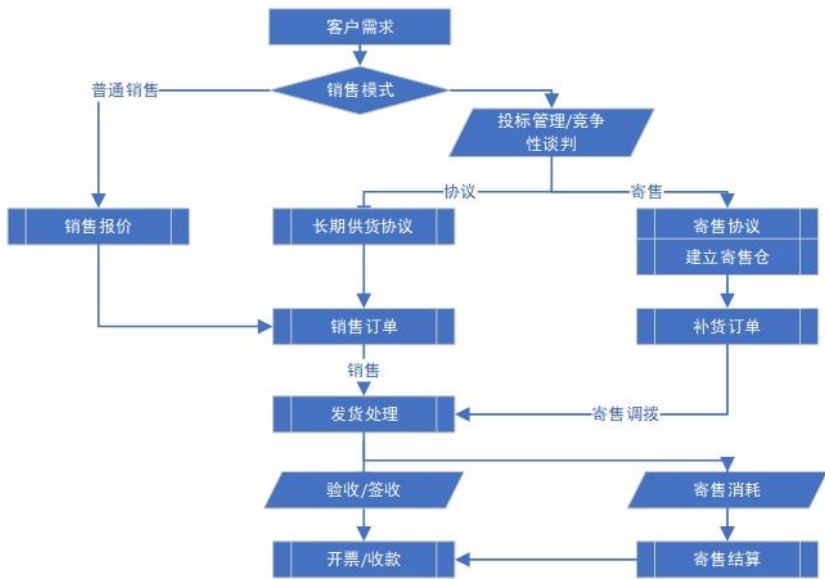 客户需求
普通销售
销售模式
投标管理/竞争
性谈判
协议
寄售
销售报价
长期供货协议
寄售协议
建立寄售仓
销售订单
补货订单
销售
发货处理
寄售调拨
验收/签收
寄售消耗
开票/收款
寄售结算